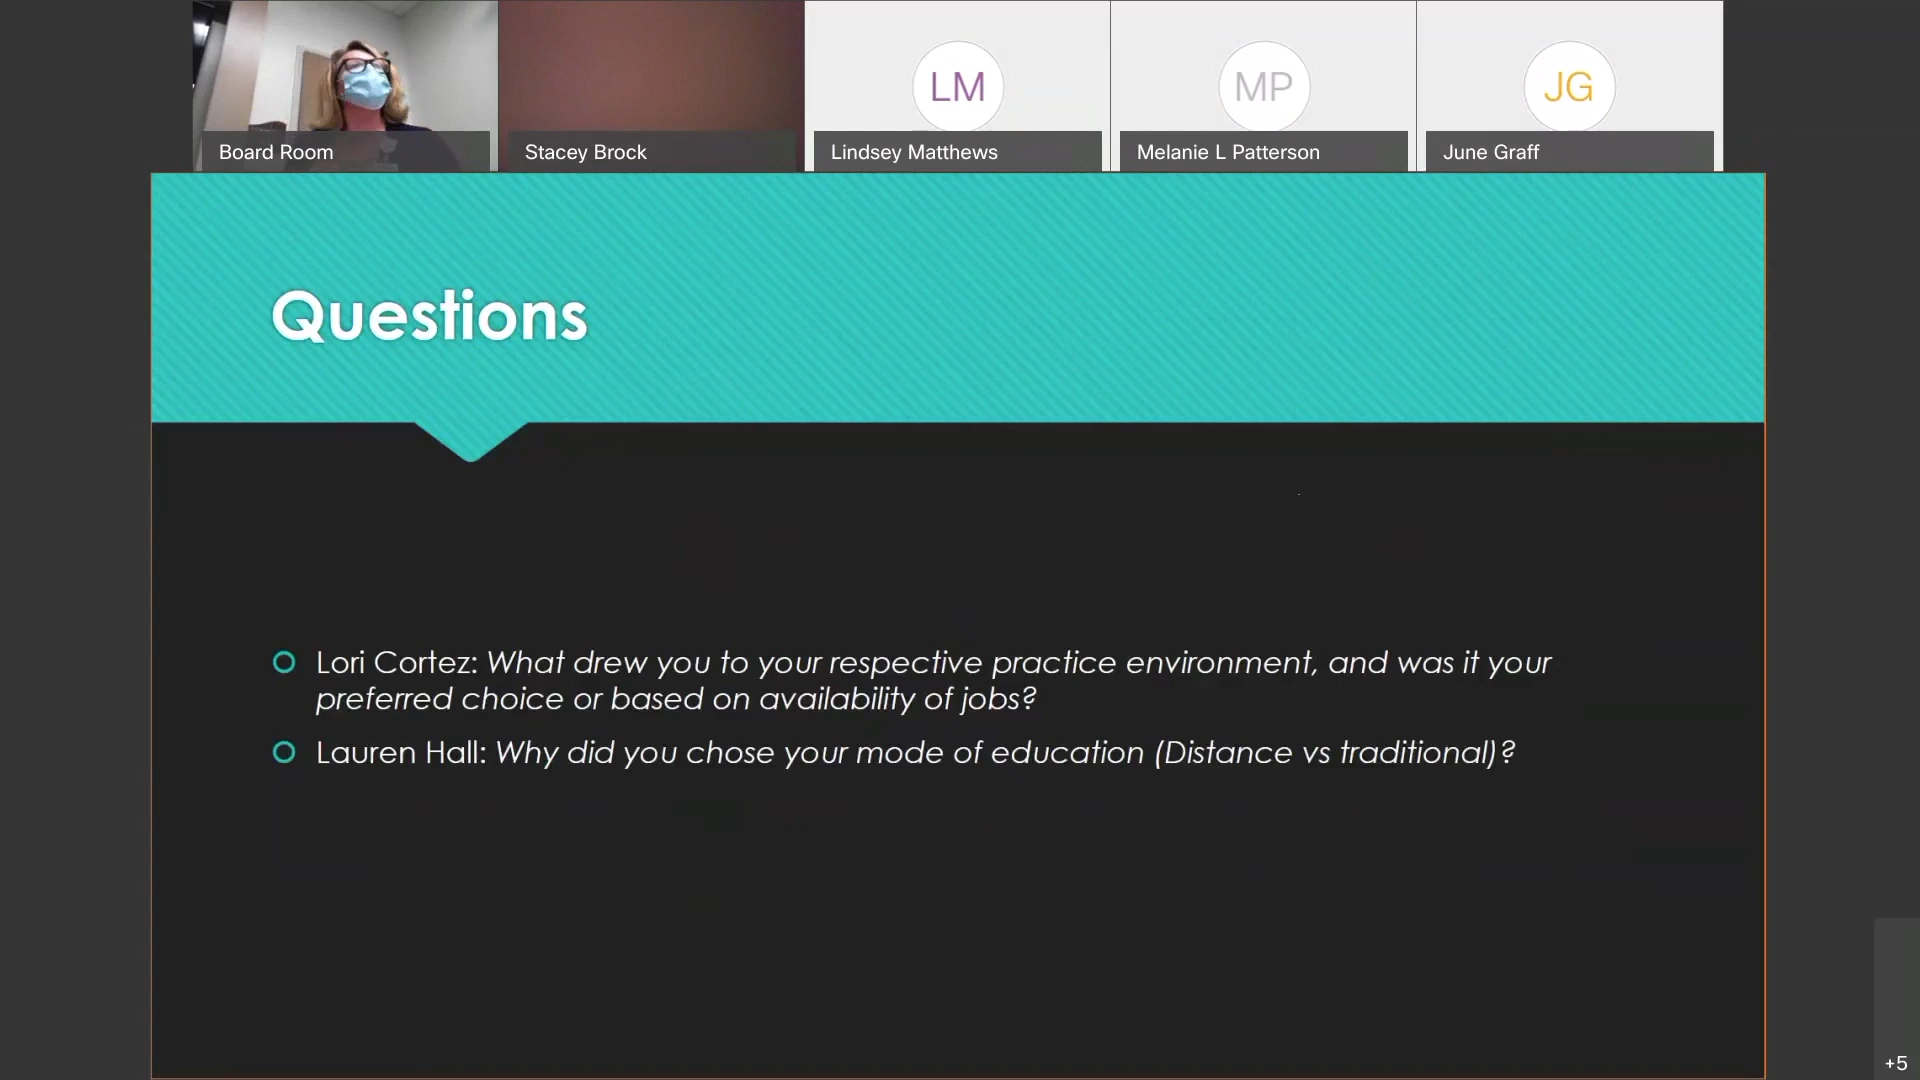 LM
MP
JG
Board Room
Stacey Brock
Lindsey Matthews
Melanie L Patterson
June Graff
Questions
Lori Cortez: What drew you to your respective practice environment, and was it your
preferred choice or based on availability of jobs?
Lauren Hall: Why did you chose your mode of education (Distance vs traditional)?
+5